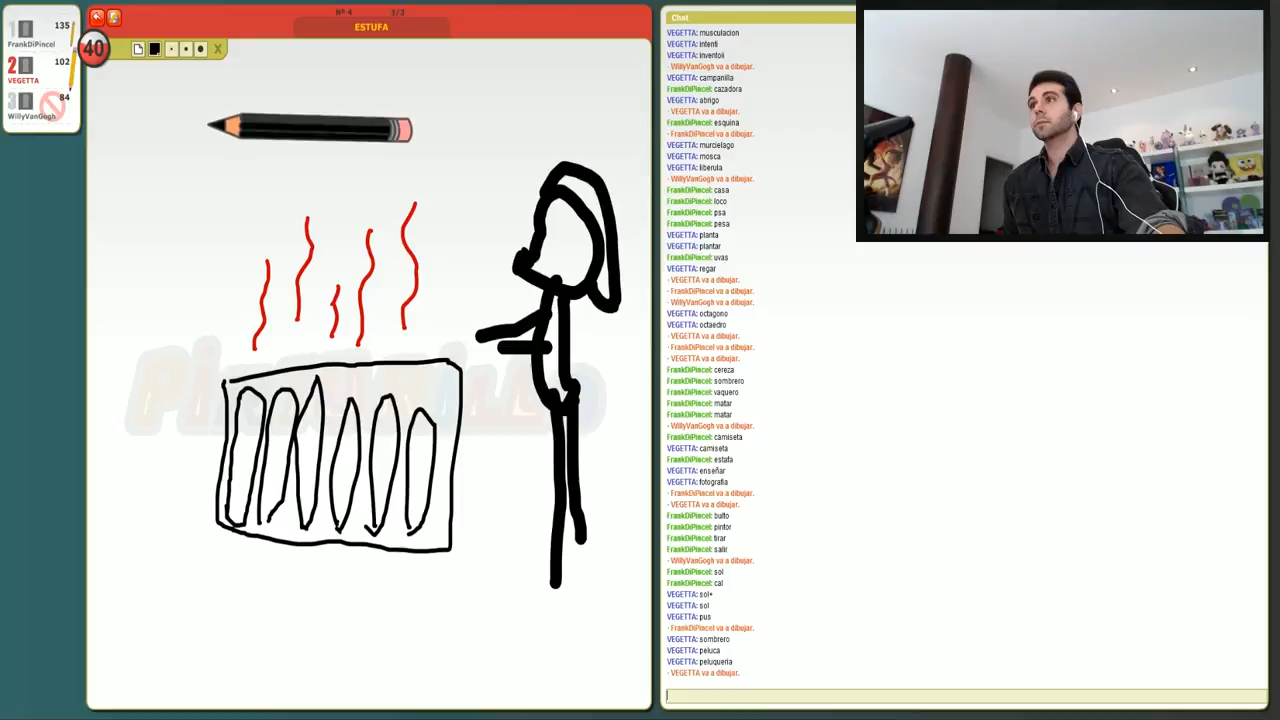 1
135
FrankDiPincel
2
102
VEGETTA
3
84
WillyVanGogh
40
Nº 4 3/3
ESTUFA
X
Chat
VEGETTA: musculacion
VEGETTA: intenti
VEGETTA: inventoii
· WillyVanGogh va a dibujar.
VEGETTA: campanilla
FrankDiPincel: cazadora
VEGETTA: abrigo
· VEGETTA va a dibujar.
FrankDiPincel: esquina
· FrankDiPincel va a dibujar.
VEGETTA: murcielago
VEGETTA: mosca
VEGETTA: liberula
· WillyVanGogh va a dibujar.
FrankDiPincel: casa
FrankDiPincel: loco
FrankDiPincel: psa
FrankDiPincel: pesa
VEGETTA: planta
VEGETTA: plantar
FrankDiPincel: uvas
VEGETTA: regar
· VEGETTA va a dibujar.
· FrankDiPincel va a dibujar.
· WillyVanGogh va a dibujar.
VEGETTA: octagono
VEGETTA: octaedro
· VEGETTA va a dibujar.
· FrankDiPincel va a dibujar.
· VEGETTA va a dibujar.
FrankDiPincel: cereza
FrankDiPincel: sombrero
FrankDiPincel: vaquero
FrankDiPincel: matar
FrankDiPincel: matar
· WillyVanGogh va a dibujar.
FrankDiPincel: camiseta
VEGETTA: camiseta
FrankDiPincel: estafa
VEGETTA: enseñar
VEGETTA: fotografia
· FrankDiPincel va a dibujar.
· VEGETTA va a dibujar.
FrankDiPincel: bulto
FrankDiPincel: pintor
FrankDiPincel: tirar
FrankDiPincel: salir
· WillyVanGogh va a dibujar.
FrankDiPincel: sol
FrankDiPincel: cal
VEGETTA: sol+
VEGETTA: sol
VEGETTA: pus
· FrankDiPincel va a dibujar.
VEGETTA: sombrero
VEGETTA: peluca
VEGETTA: peluqueria
· VEGETTA va a dibujar.